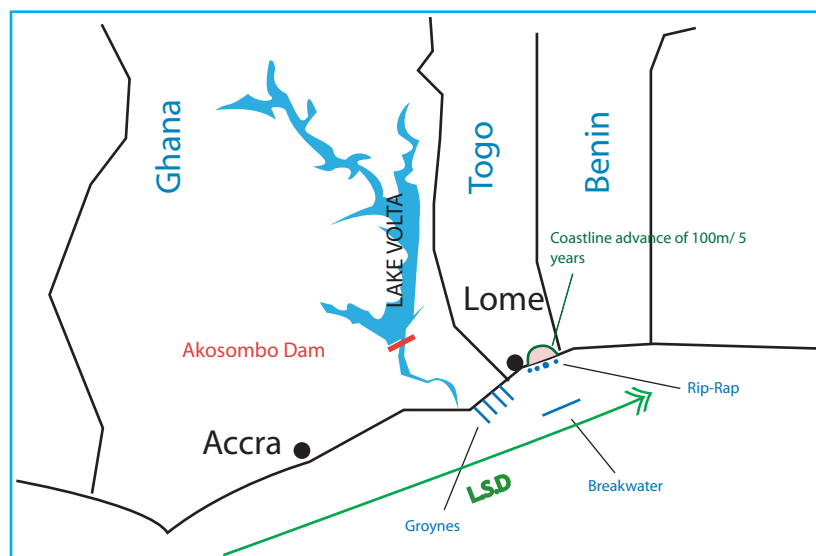 Ghana
Togo
Benin
LAKE VOLTA
Coastline advance of 100m/ 5
years
Lome
Akosombo Dam
Rip-Rap
Accra
L.S.D
Breakwater
Groynes